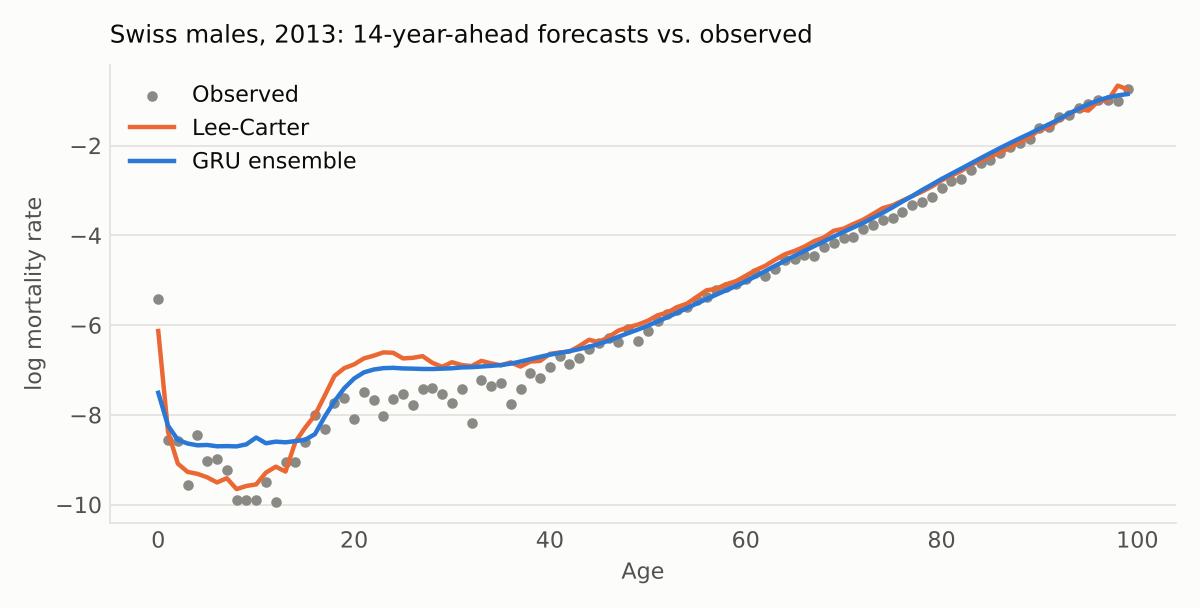 Swiss males, 2013: 14-year-ahead forecasts vs. observed
Observed
Lee-Carter
GRU ensemble
log mortality rate
−2
−4
−6
−8
−10
0 20 40 60 80 100
Age